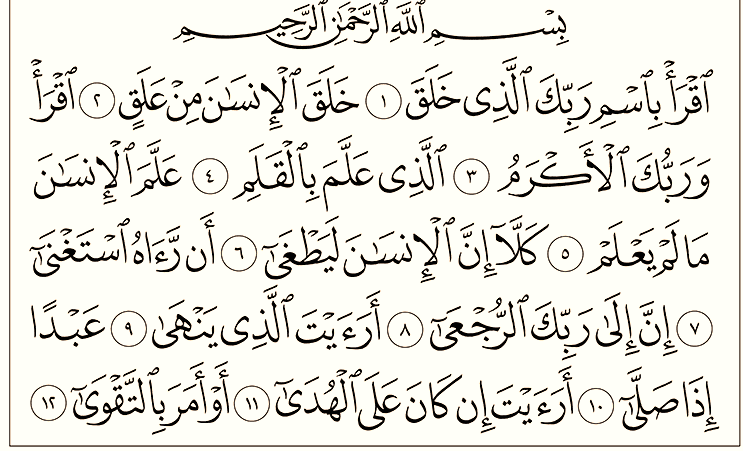 بِسْمِ ٱللَّهِ ٱلرَّحْمَٰنِ ٱلرَّحِيمِ
ٱقْرَأْ بِٱسْمِ رَبِّكَ ٱلَّذِى خَلَقَ ١ خَلَقَ ٱلْإِنسَٰنَ مِنْ عَلَقٍ ٢ ٱقْرَأْ
وَرَبُّكَ ٱلْأَكْرَمُ ٣ ٱلَّذِى عَلَّمَ بِٱلْقَلَمِ ٤ عَلَّمَ ٱلْإِنسَٰنَ
مَا لَمْ يَعْلَمْ ٥ كَلَّآ إِنَّ ٱلْإِنسَٰنَ لَيَطْغَىٰٓ ٦ أَن رَّءَاهُ ٱسْتَغْنَىٰٓ
٧ إِنَّ إِلَىٰ رَبِّكَ ٱلرُّجْعَىٰٓ ٨ أَرَءَيْتَ ٱلَّذِى يَنْهَىٰ ٩ عَبْدًا
إِذَا صَلَّىٰٓ ١٠ أَرَءَيْتَ إِن كَانَ عَلَى ٱلْهُدَىٰٓ ١١ أَوْ أَمَرَ بِٱلتَّقْوَىٰٓ ١٢